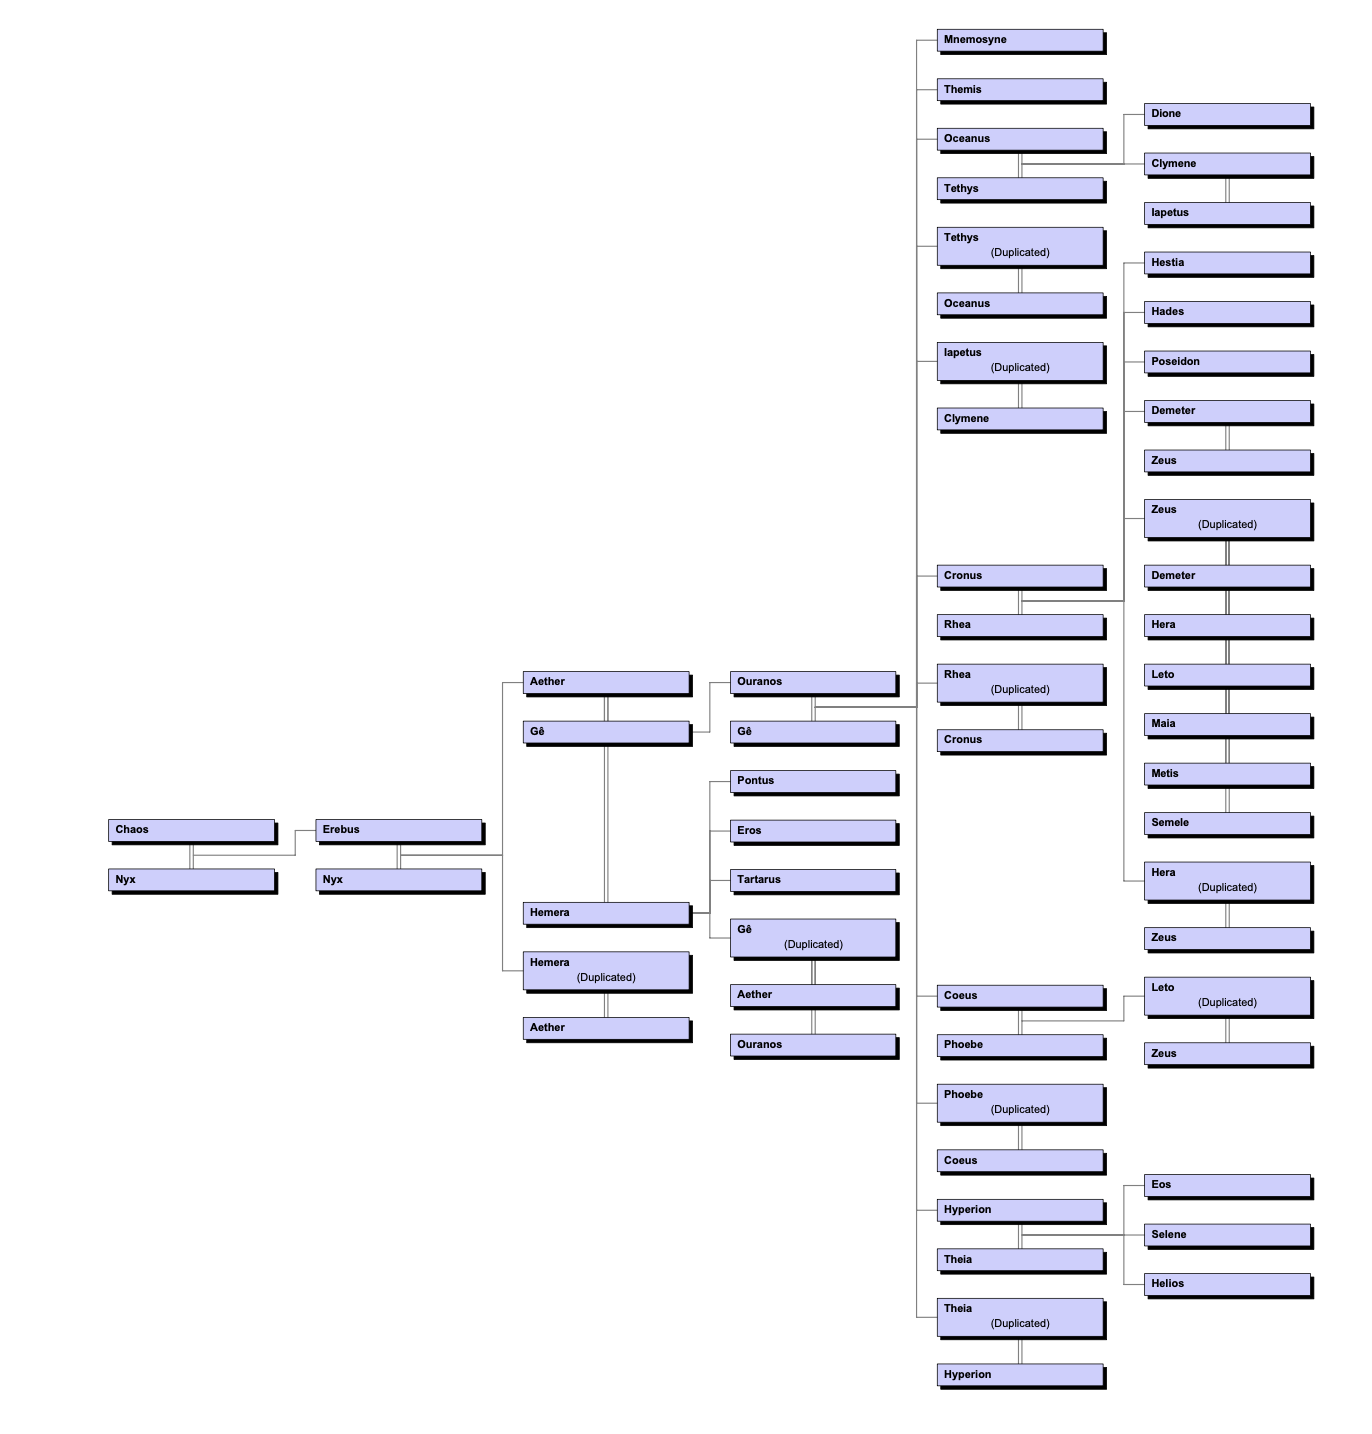 Mnemosyne
Themis
Oceanus
Tethys
Tethys
(Duplicated)
Oceanus
Iapetus
(Duplicated)
Clymene
Dione
Clymene
Iapetus
Hestia
Hades
Poseidon
Demeter
Zeus
Zeus
(Duplicated)
Demeter
Hera
Leto
Maia
Metis
Semele
Hera
(Duplicated)
Zeus
Cronus
Rhea
Rhea
(Duplicated)
Cronus
Aether
Gê
Ouranos
Gê
Pontus
Eros
Tartarus
Gê
(Duplicated)
Aether
Ouranos
Chaos
Nyx
Erebus
Nyx
Hemera
Hemera
(Duplicated)
Aether
Coeus
Phoebe
Leto
(Duplicated)
Zeus
Phoebe
(Duplicated)
Coeus
Hyperion
Theia
Eos
Selene
Helios
Theia
(Duplicated)
Hyperion